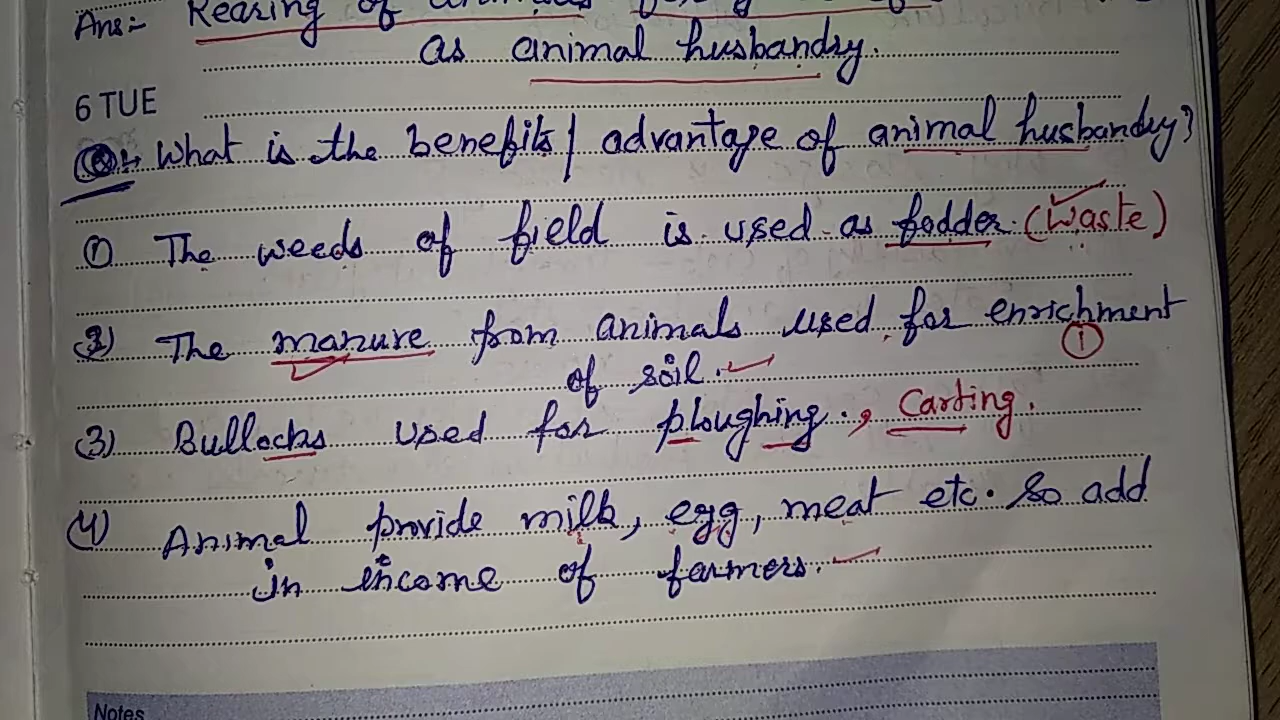 Ans:- Rearing of animals
as animal husbandry.
6 TUE
Q:- What is the benefits/ advantage of animal husbandry?
① The weeds of field is used as fodder. (Waste)
2) The manure from animals used for enrichment
①
of soil.
(3) Bullocks used for ploughing., Carting.
(4) Animal provide milk, egg, meat etc. So add
in income of farmers.
Notes